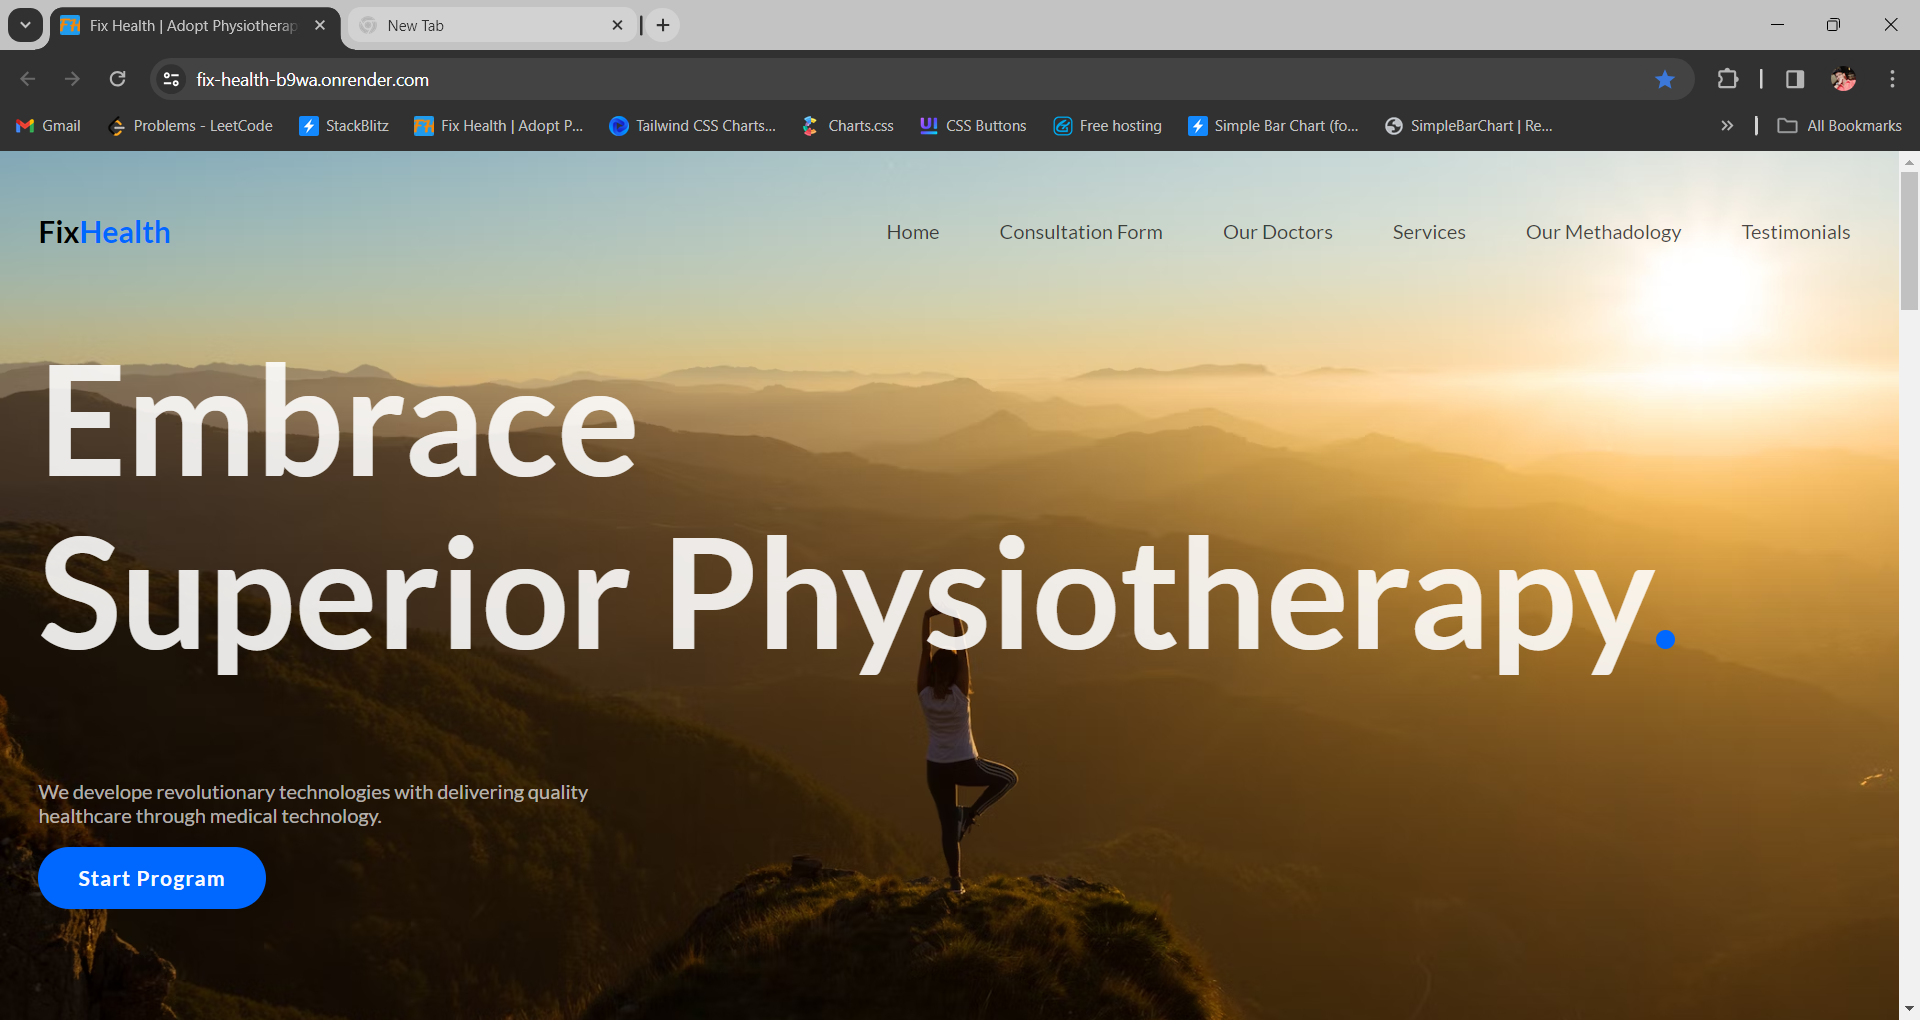 Fix Health | Adopt Physiotherap
New Tab
fix-health-b9wa.onrender.com
Gmail
Problems - LeetCode
StackBlitz
Fix Health | Adopt P...
Tailwind CSS Charts...
Charts.css
CSS Buttons
Free hosting
Simple Bar Chart (fo...
SimpleBarChart | Re...
All Bookmarks
FixHealth
Home
Consultation Form
Our Doctors
Services
Our Methadology
Testimonials
Embrace
Superior Physiotherapy.
We develope revolutionary technologies with delivering quality
healthcare through medical technology.
Start Program